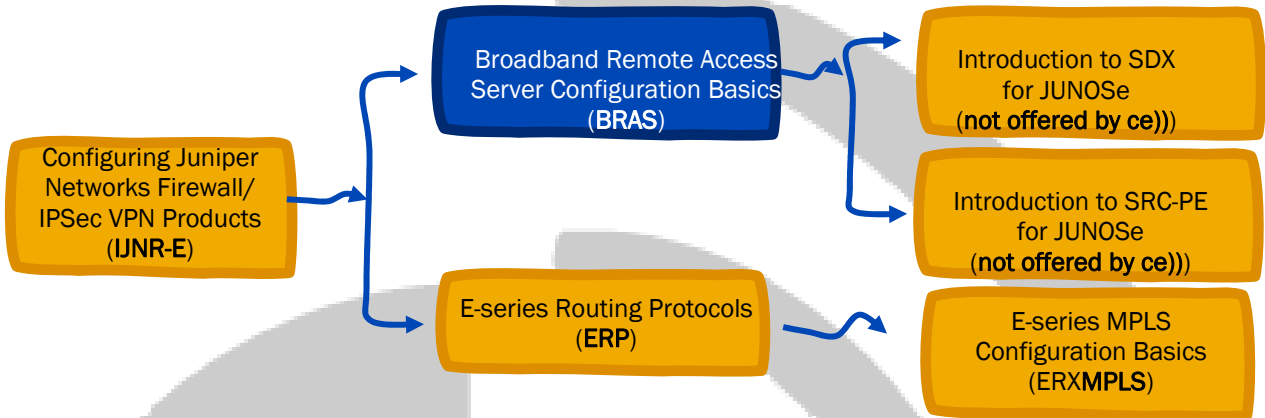 Configuring Juniper
Networks Firewall/
IPSec VPN Products
(IJNR-E)
Broadband Remote Access
Server Configuration Basics
(BRAS)
Introduction to SDX
for JUNOSe
(not offered by ce)))
Introduction to SRC-PE
for JUNOSe
(not offered by ce)))
E-series Routing Protocols
(ERP)
E-series MPLS
Configuration Basics
(ERXMPLS)